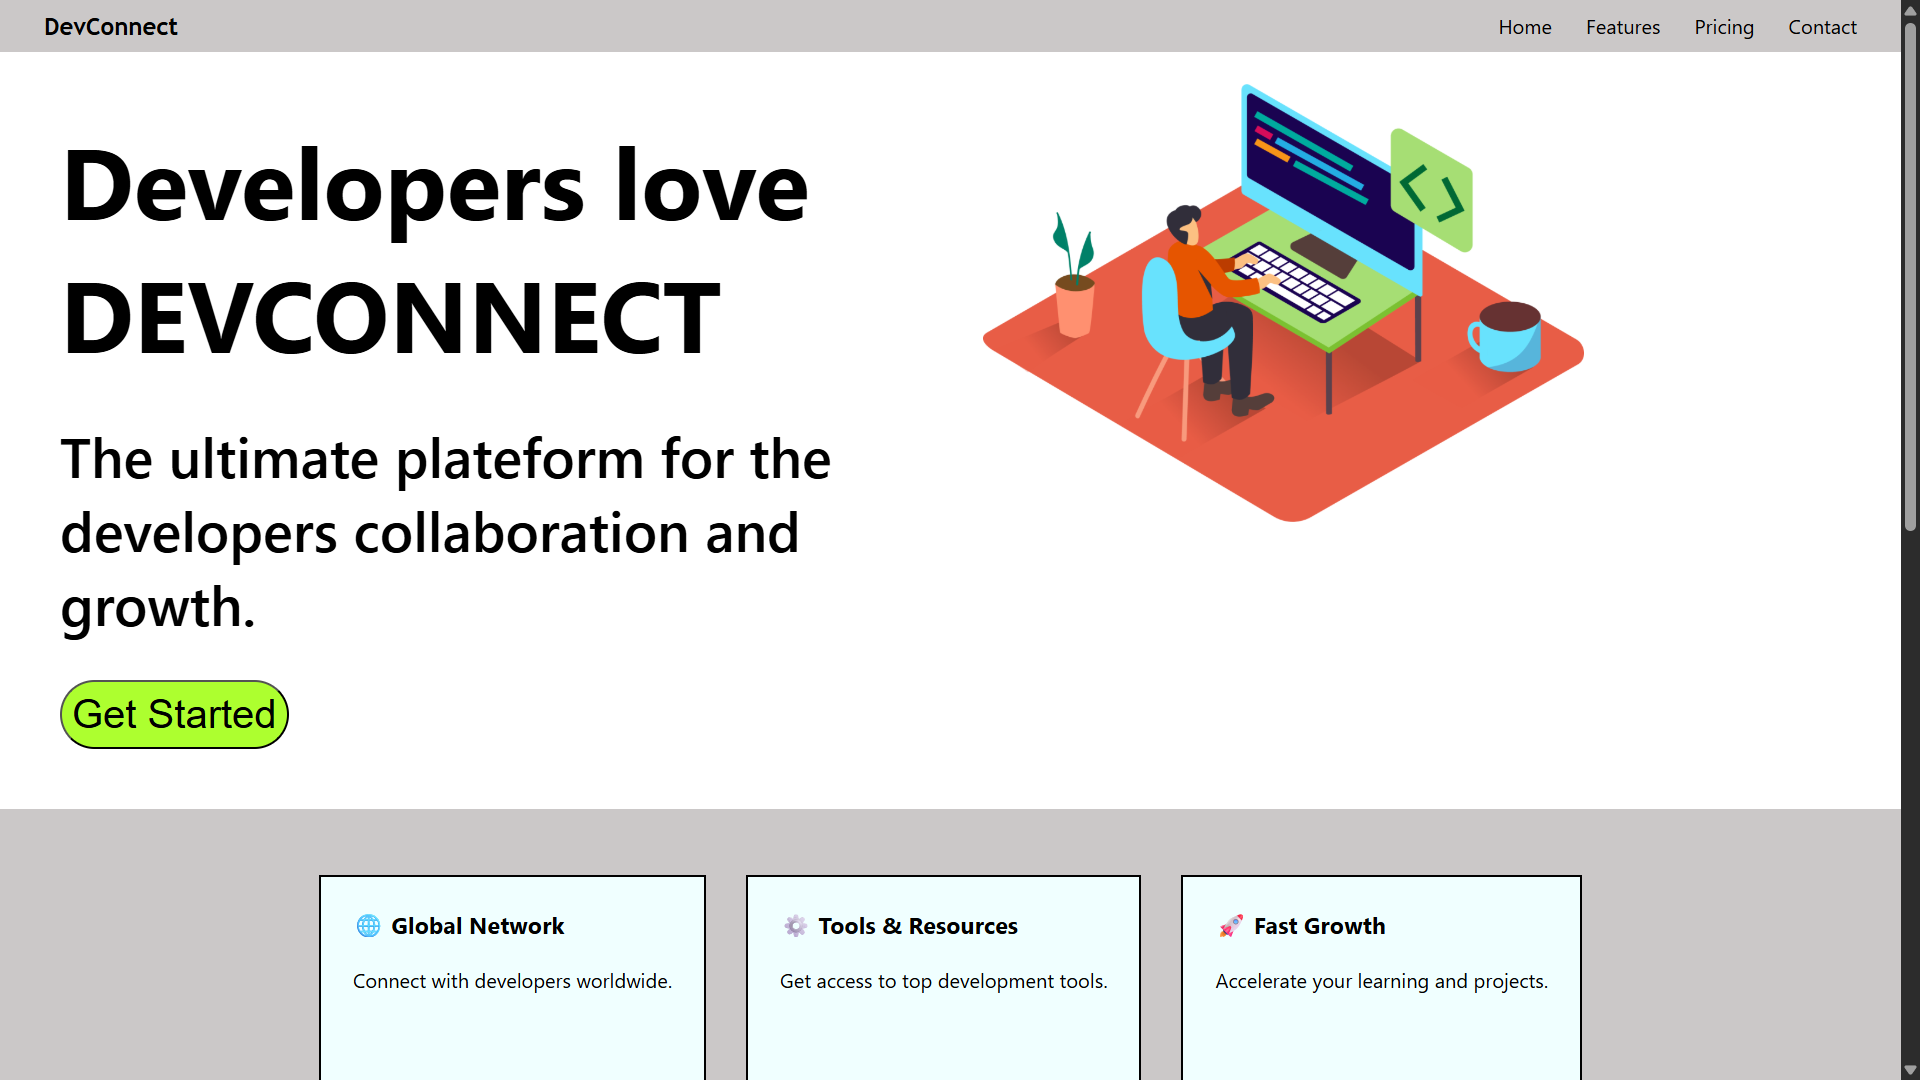 DevConnect
Home Features Pricing Contact
Developers love
DEVCONNECT
The ultimate plateform for the
developers collaboration and
growth.
Get Started
🌐 Global Network
Connect with developers worldwide.
⚙️ Tools & Resources
Get access to top development tools.
🚀 Fast Growth
Accelerate your learning and projects.